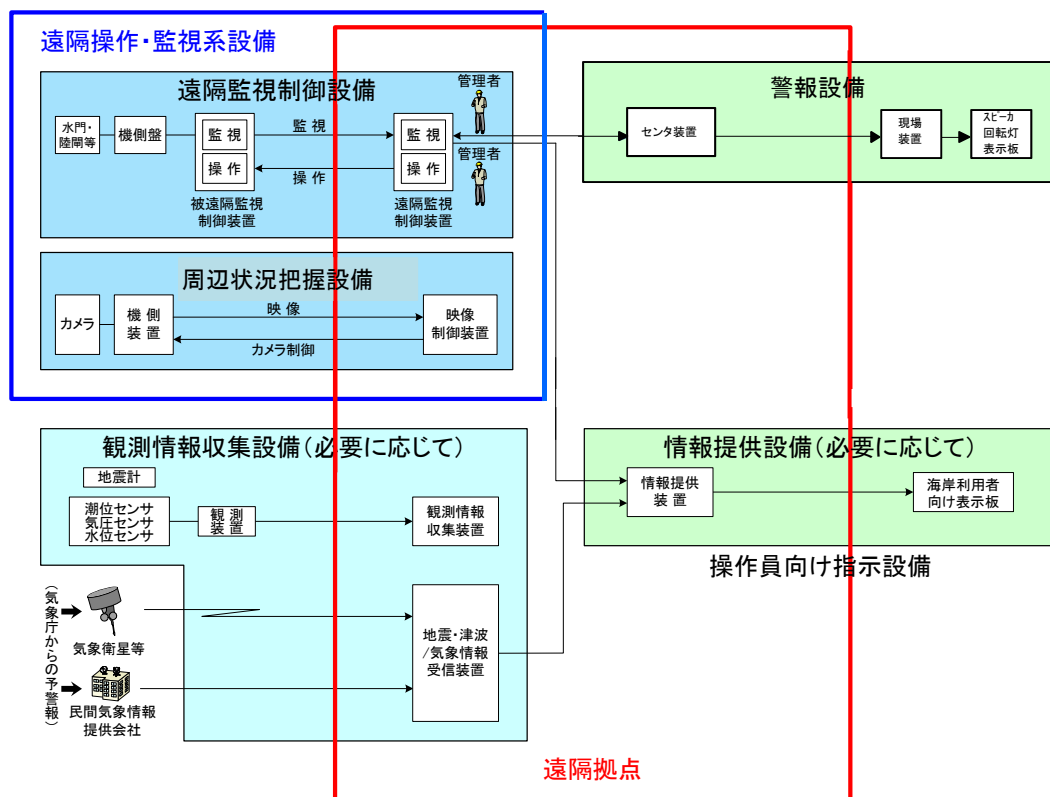 遠隔操作・監視系設備
遠隔監視制御設備
管理者
水門・
陸閘等
機側盤
監 視
操 作
監 視
操 作
監 視
操 作
管理者
被遠隔監視
制御装置
遠隔監視
制御装置
警報設備
センタ装置
現場
装置
スピーカ
回転灯
表示板
周辺状況把握設備
カメラ
機 側
装 置
映 像
カメラ制御
映像
制御装置
観測情報収集設備(必要に応じて)
地震計
潮位センサ
気圧センサ
水位センサ
観 測
装 置
観測情報
収集装置
(気象庁からの予警報)
気象衛星等
民間気象情報
提供会社
地震・津波
/気象情報
受信装置
情報提供設備(必要に応じて)
情報提供
装 置
海岸利用者
向け表示板
操作員向け指示設備
遠隔拠点